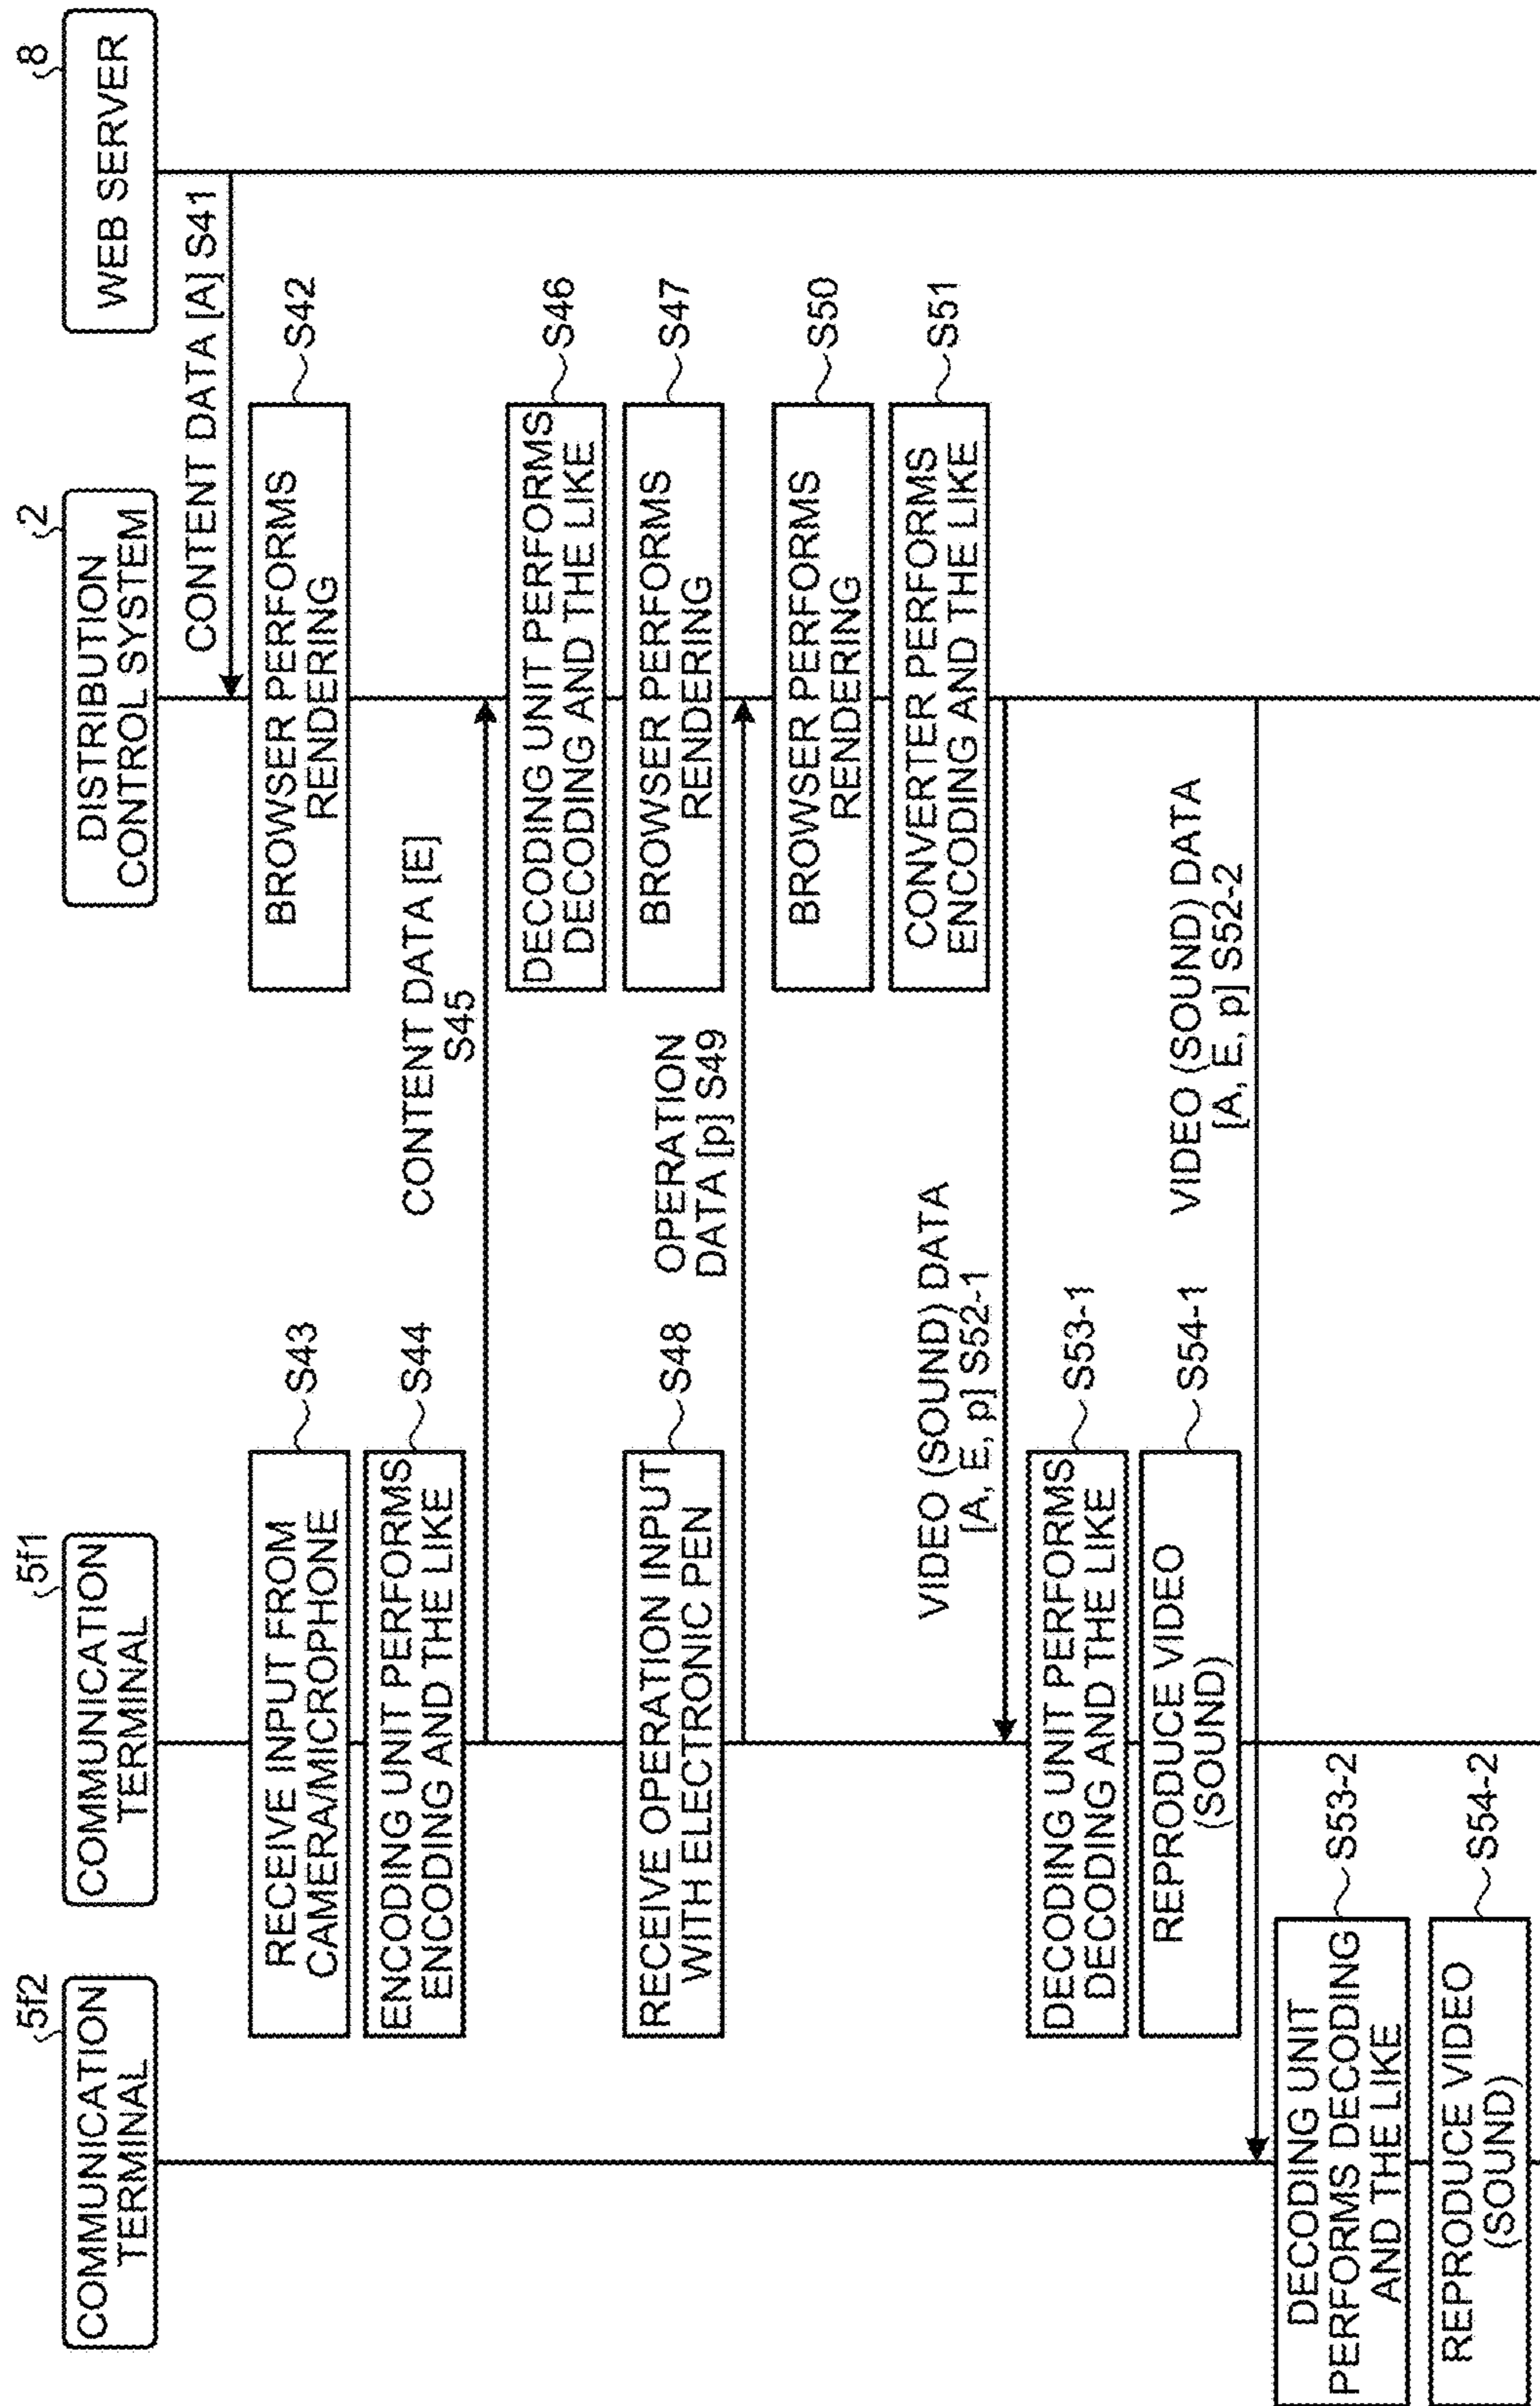 5f2
COMMUNICATION
TERMINAL
5f1
COMMUNICATION
TERMINAL
2
DISTRIBUTION
CONTROL SYSTEM
8
WEB SERVER
CONTENT DATA [A] S41
BROWSER PERFORMS
RENDERING
S42
RECEIVE INPUT FROM
CAMERA/MICROPHONE
S43
ENCODING UNIT PERFORMS
ENCODING AND THE LIKE
S44
CONTENT DATA [E]
S45
DECODING UNIT PERFORMS
DECODING AND THE LIKE
S46
BROWSER PERFORMS
RENDERING
S47
RECEIVE OPERATION INPUT
WITH ELECTRONIC PEN
S48
OPERATION
DATA [p] S49
BROWSER PERFORMS
RENDERING
S50
CONVERTER PERFORMS
ENCODING AND THE LIKE
S51
VIDEO (SOUND) DATA
[A, E, p] S52-1
DECODING UNIT PERFORMS
DECODING AND THE LIKE
S53-1
REPRODUCE VIDEO
(SOUND)
S54-1
VIDEO (SOUND) DATA
[A, E, p] S52-2
DECODING UNIT
PERFORMS DECODING
AND THE LIKE
S53-2
REPRODUCE VIDEO
(SOUND)
S54-2